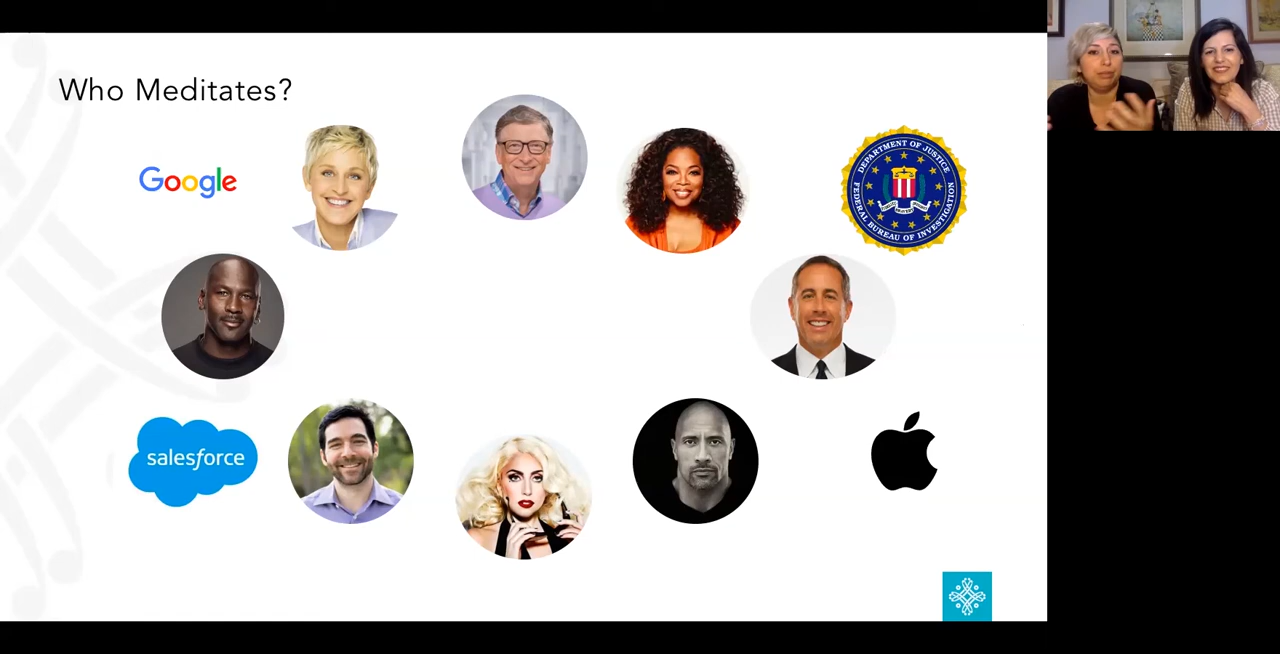 Who Meditates?
Google
DEPARTMENT OF JUSTICE
FEDERAL BUREAU OF INVESTIGATION
salesforce